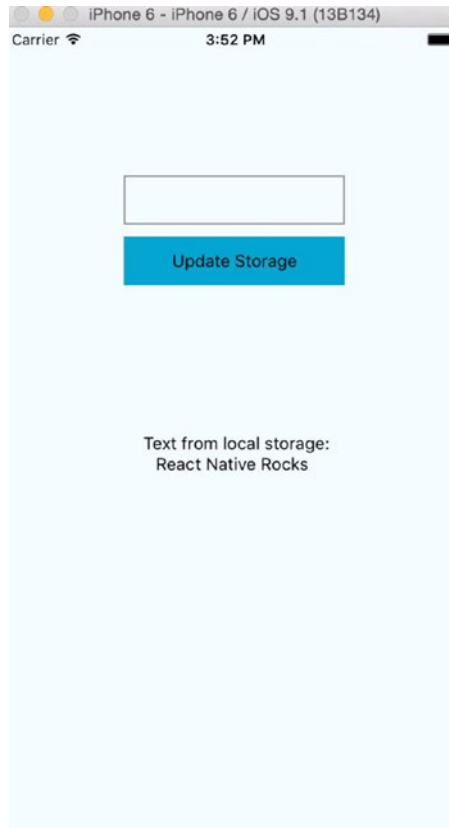 iPhone 6 - iPhone 6 / iOS 9.1 (13B134)
Carrier 3:52 PM
Update Storage
Text from local storage:
React Native Rocks